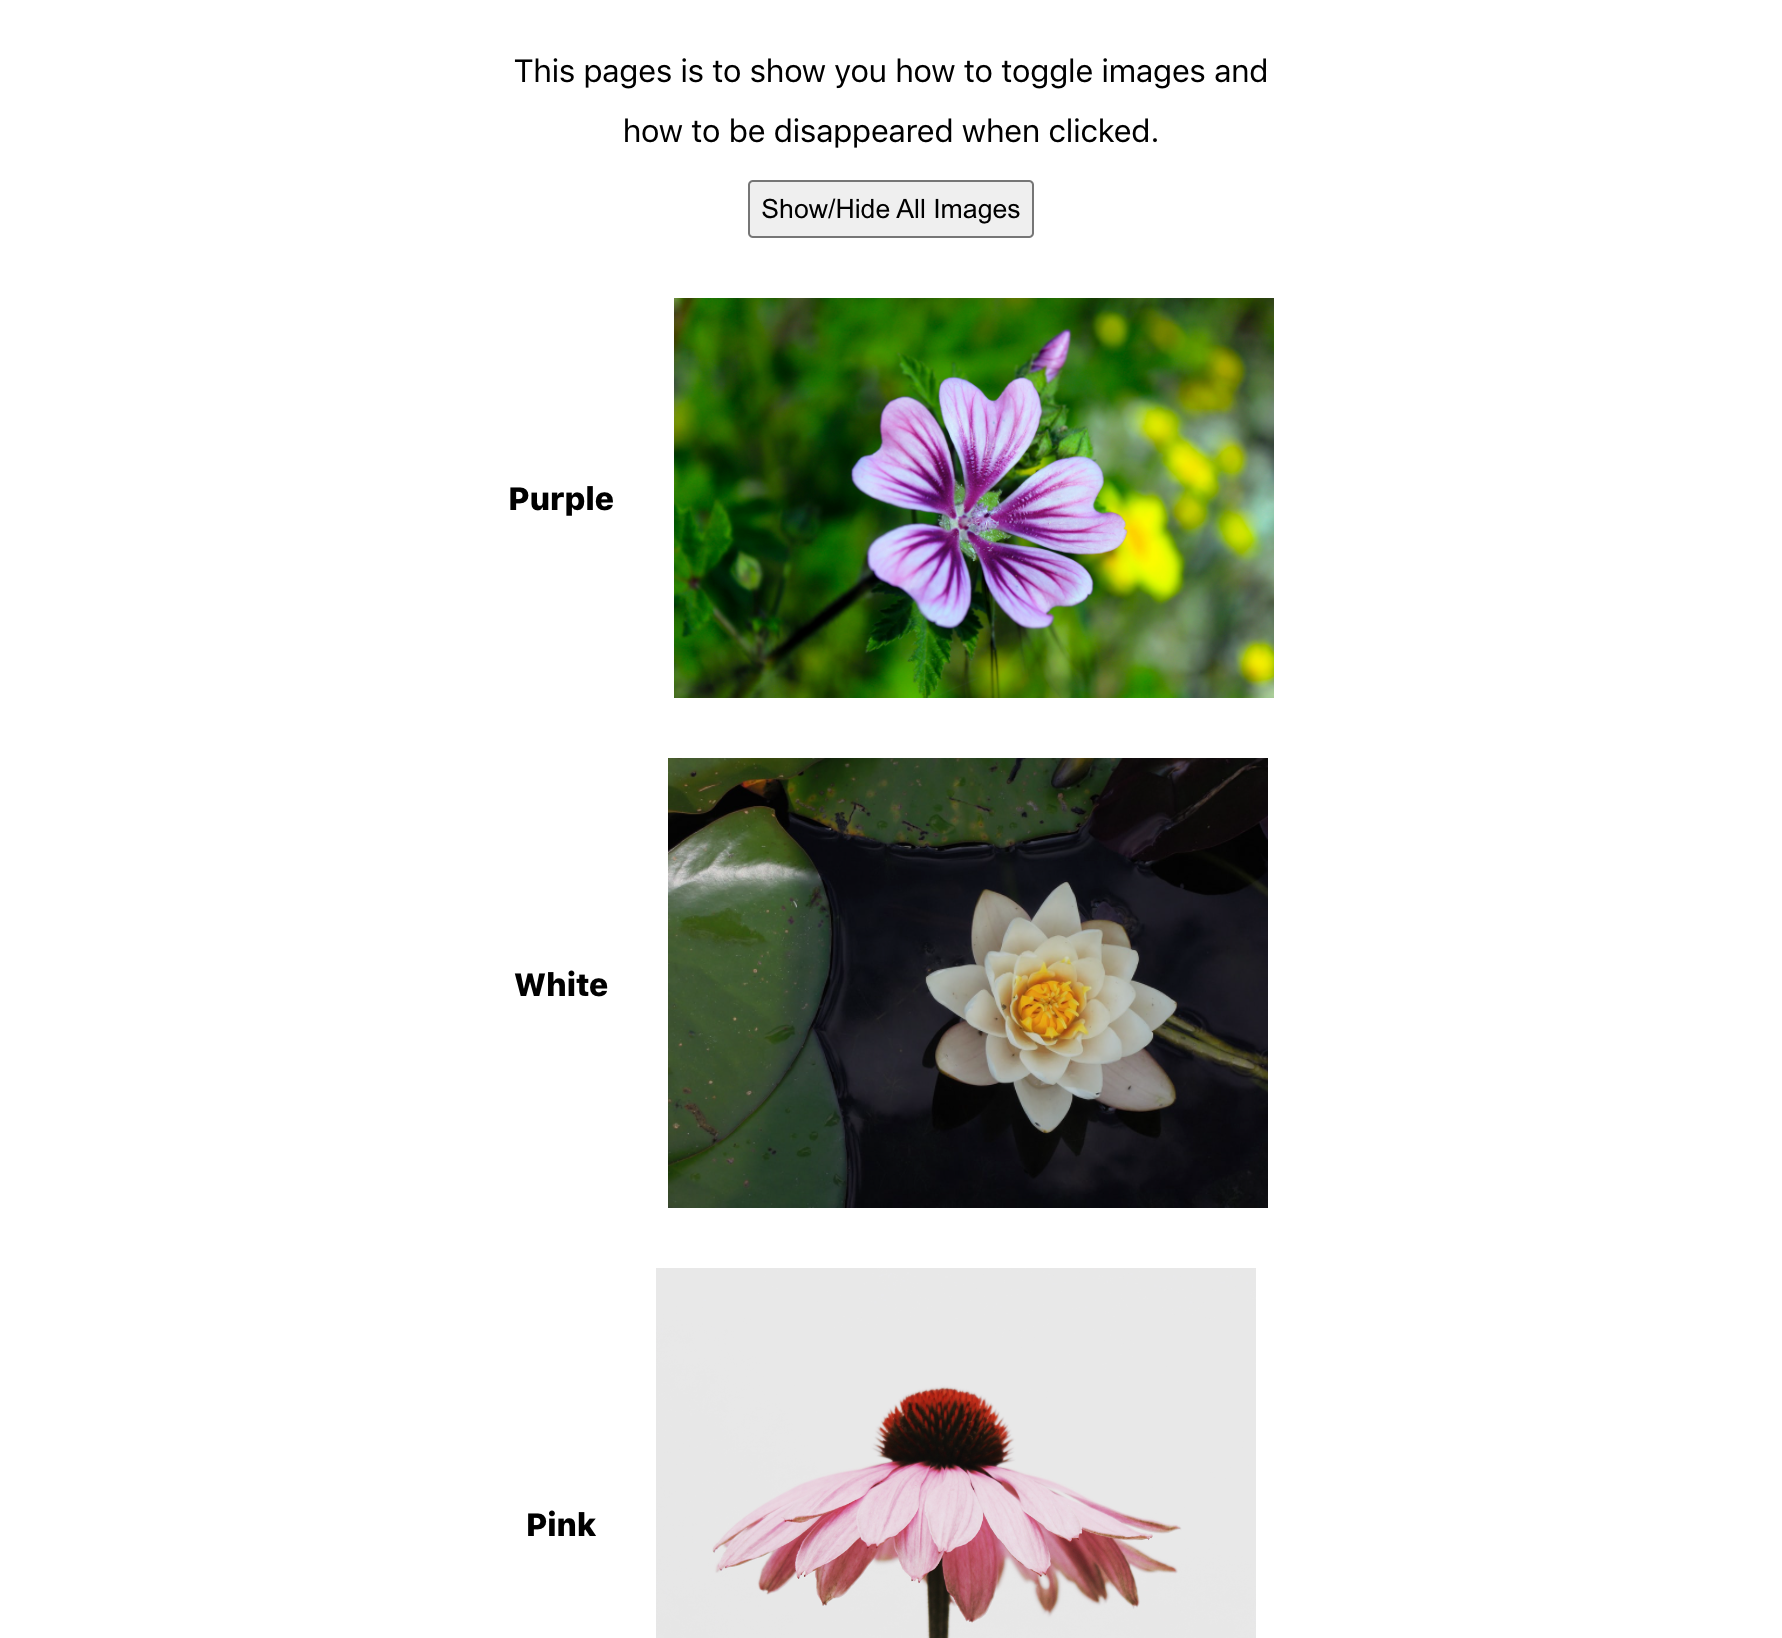 This pages is to show you how to toggle images and
how to be disappeared when clicked.
Show/Hide All Images
Purple
White
Pink